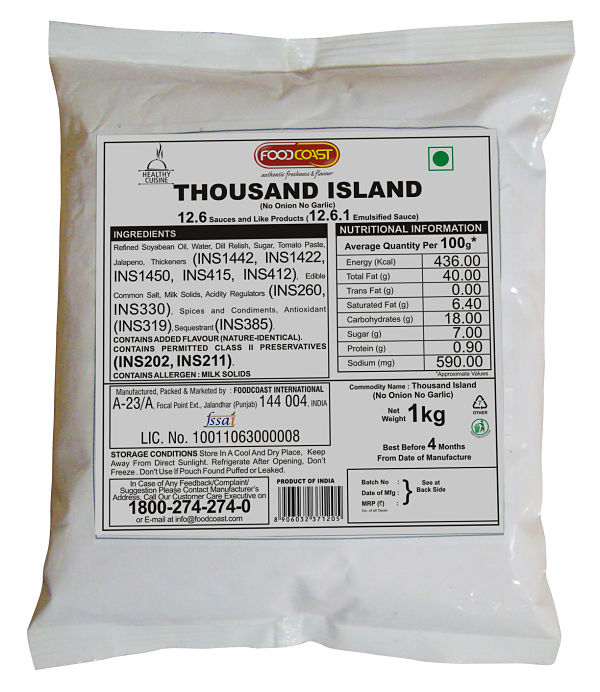 HEALTHY
CUISINE
FOODCOAST
authentic freshness & flavour
THOUSAND ISLAND
(No Onion No Garlic)
12.6 Sauces and Like Products (12.6.1 Emulsified Sauce)
INGREDIENTS
Refined Soyabean Oil, Water, Dill Relish, Sugar, Tomato Paste,
Jalapeno, Thickeners (INS1442, INS1422,
INS1450, INS415, INS412), Edible
Common Salt, Milk Solids, Acidity Regulators (INS260,
INS330), Spices and Condiments, Antioxidant
(INS319), Sequestrant (INS385).
CONTAINS ADDED FLAVOUR (NATURE-IDENTICAL).
CONTAINS PERMITTED CLASS II PRESERVATIVES
(INS202, INS211).
CONTAINS ALLERGEN : MILK SOLIDS
NUTRITIONAL INFORMATION
Average Quantity Per 100g*
Energy (Kcal) 436.00
Total Fat (g) 40.00
Trans Fat (g) 0.00
Saturated Fat (g) 6.40
Carbohydrates (g) 18.00
Sugar (g) 7.00
Protein (g) 0.90
Sodium (mg) 590.00
*Approximate Values
Manufactured, Packed & Marketed by : FOODCOAST INTERNATIONAL
A-23/A, Focal Point Ext., Jalandhar (Punjab) 144 004, INDIA
fssai
LIC. No. 10011063000008
Commodity Name : Thousand Island
(No Onion No Garlic)
Net
Weight 1kg
7
OTHER
Best Before 4 Months
From Date of Manufacture
STORAGE CONDITIONS Store In A Cool And Dry Place, Keep
Away From Direct Sunlight. Refrigerate After Opening, Don't
Freeze . Don't Use If Pouch Found Puffed or Leaked.
In Case of Any Feedback/Complaint/
Suggestion Please Contact Manufacturer's
Address, Call Our Customer Care Executive on
1800-274-274-0
or E-mail at info@foodcoast.com
PRODUCT OF INDIA
8 906032 371205
Batch No :
Date of Mfg :
MRP (₹) :
Inc. of all Taxes
See at
Back Side